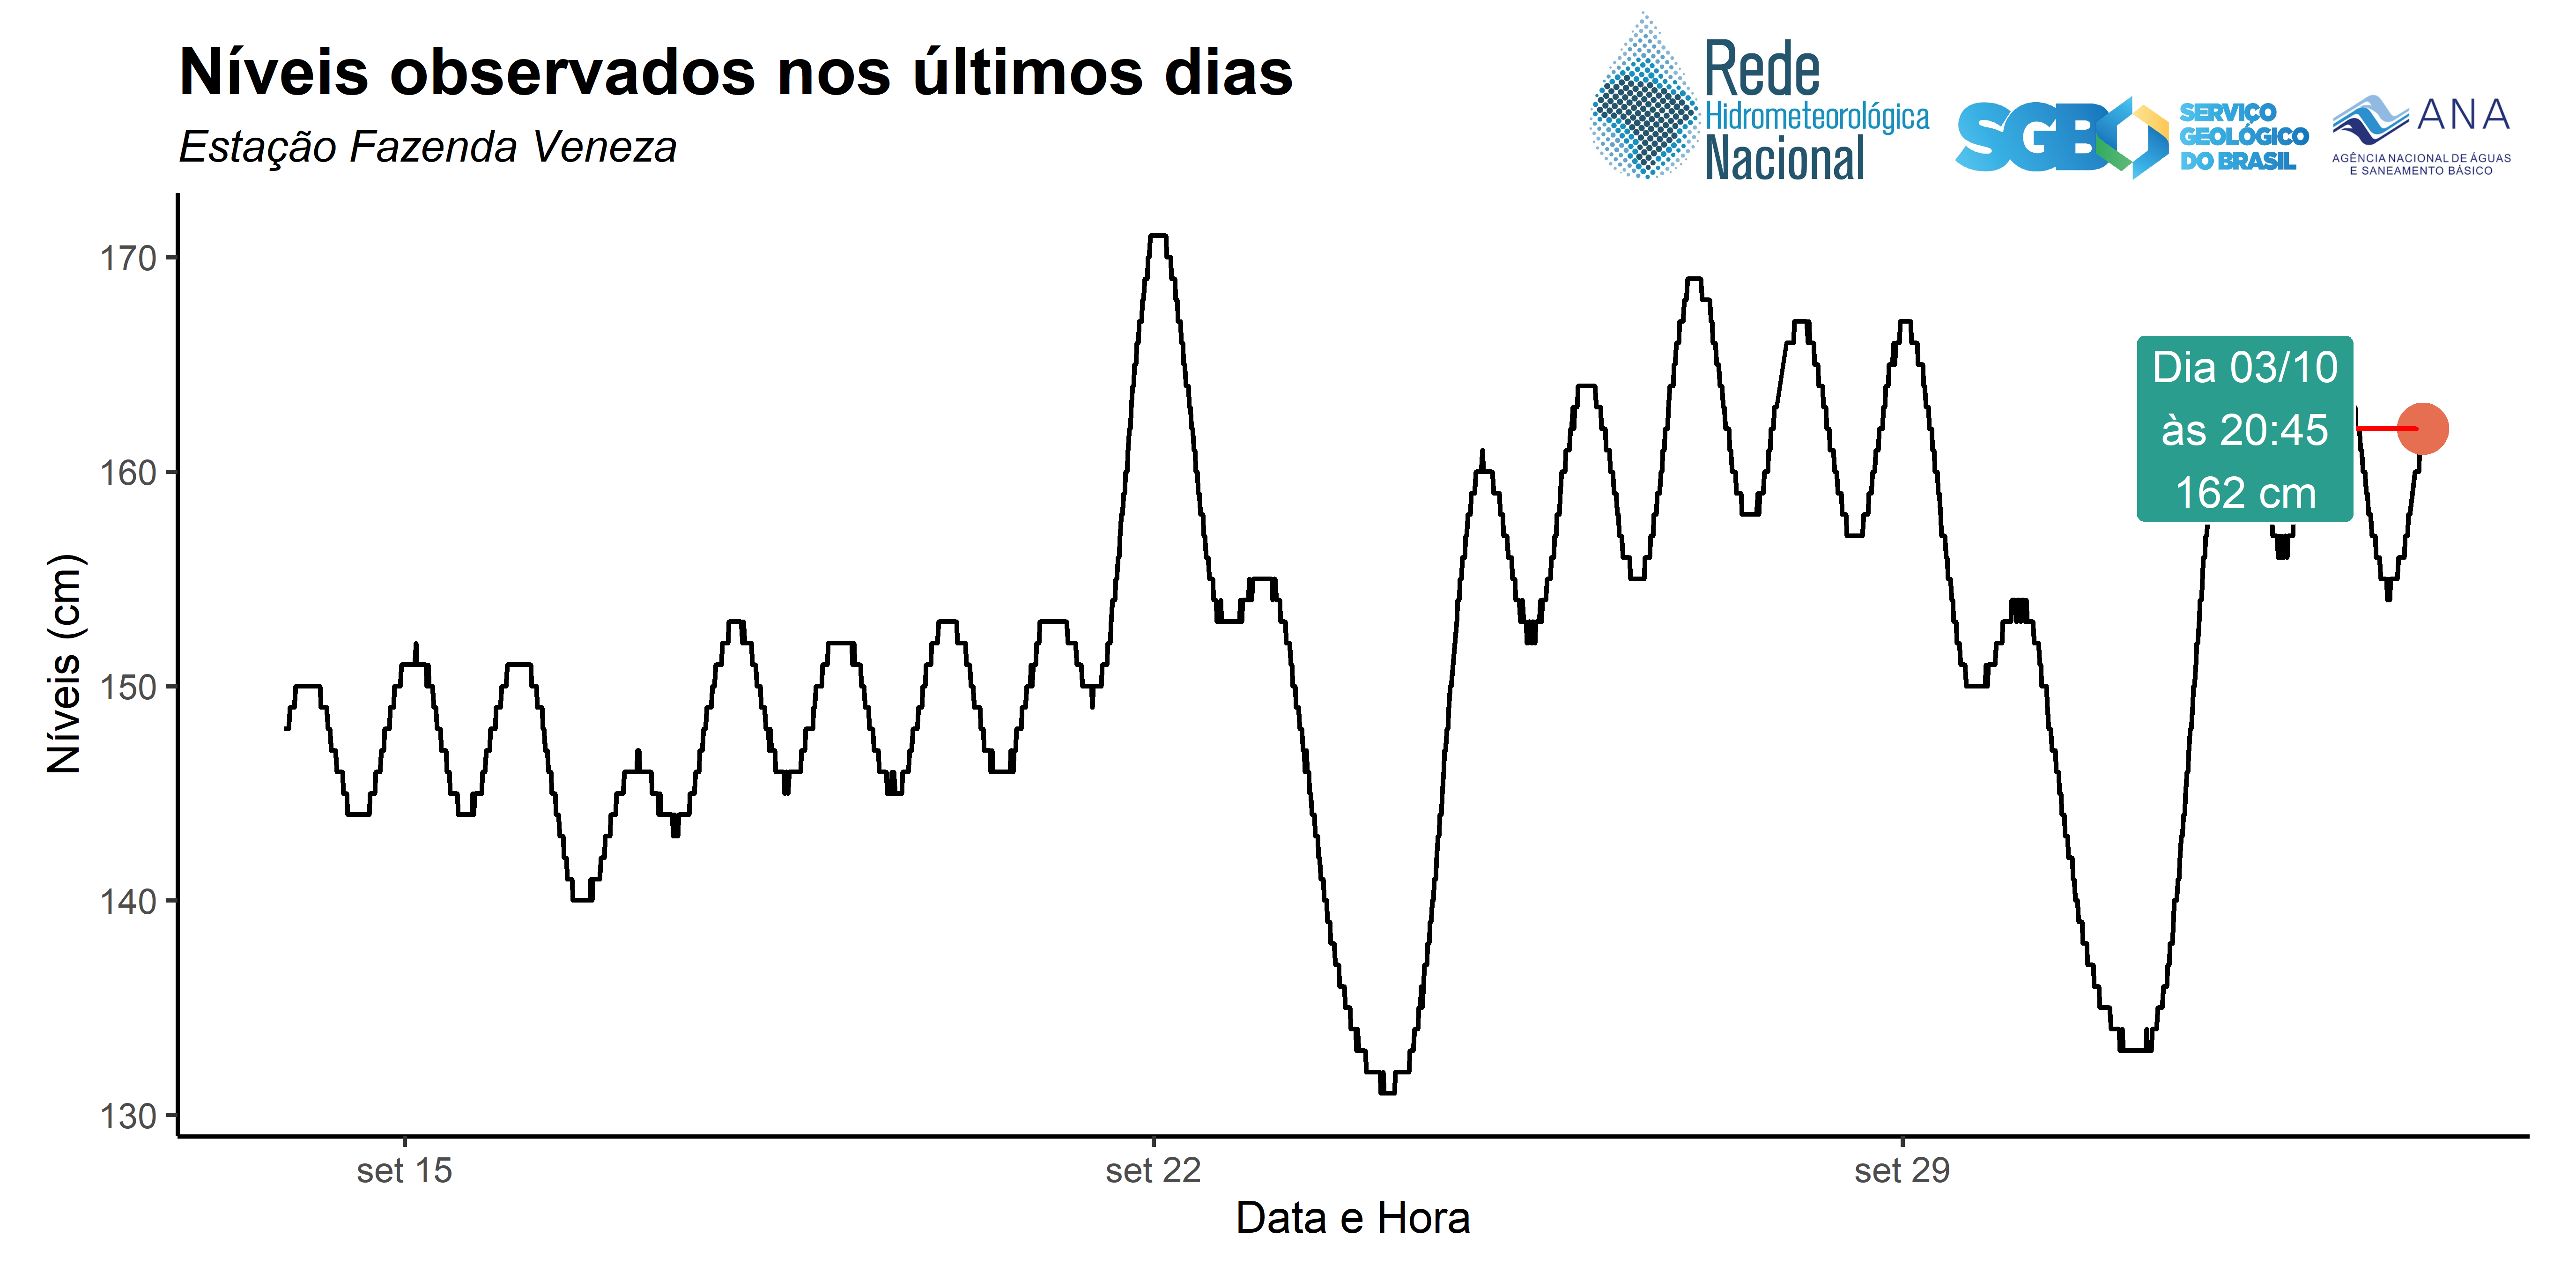 Níveis observados nos últimos dias
Estação Fazenda Veneza
Rede
Hidrometeorológica
Nacional
SGB
SERVIÇO
GEOLÓGICO
DO BRASIL
ANA
AGÊNCIA NACIONAL DE ÁGUAS
E SANEAMENTO BÁSICO
Níveis (cm)
170
160
150
140
130
Dia 03/10
às 20:45
162 cm
set 15
set 22
set 29
Data e Hora